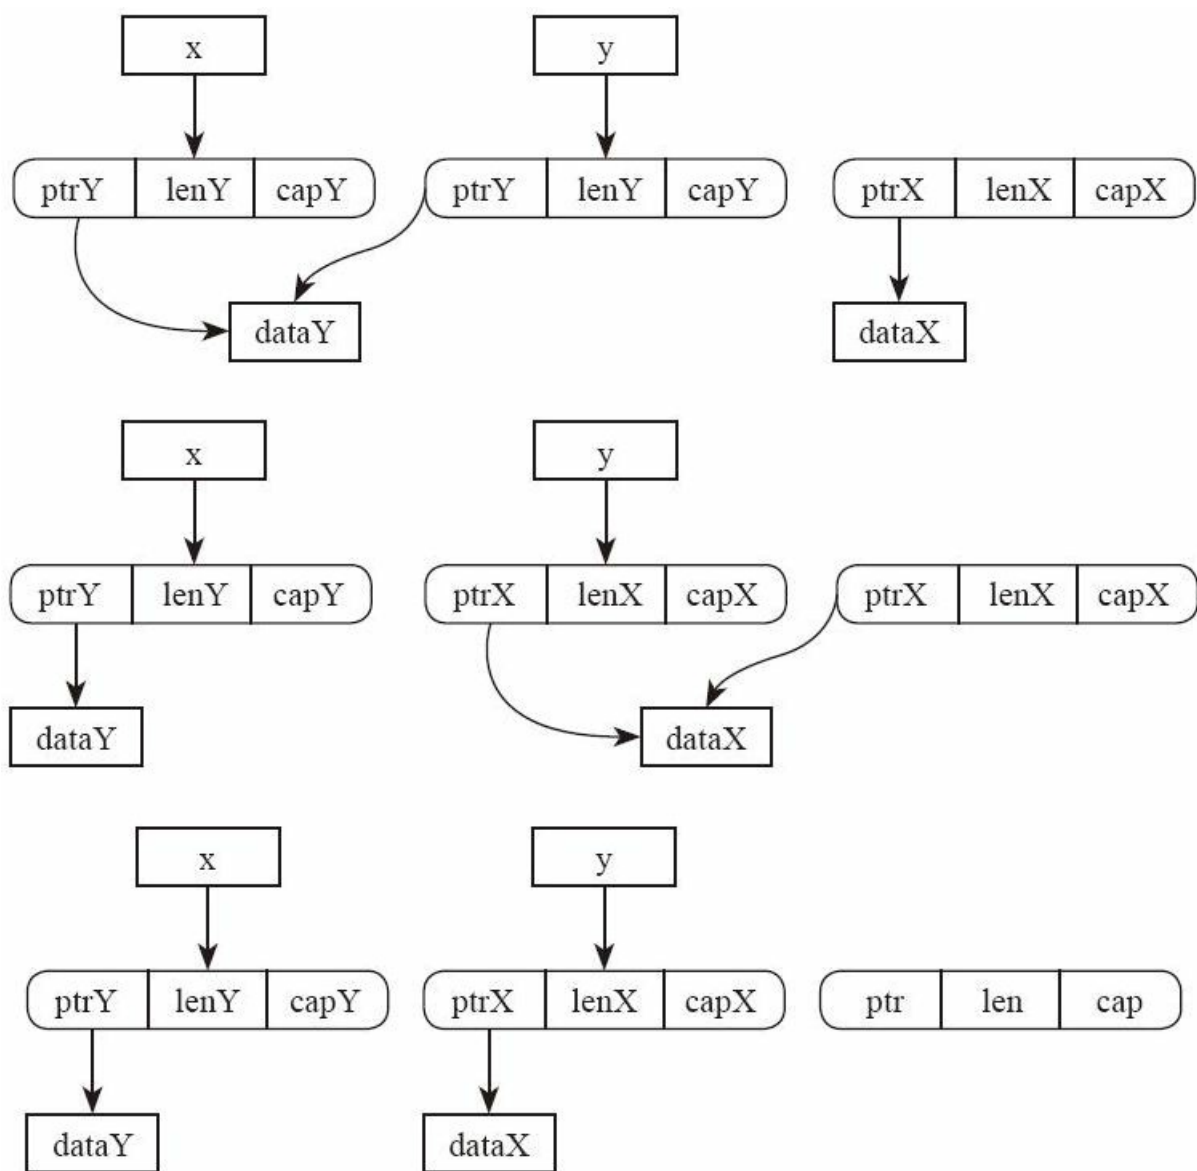 x y
ptrY lenY capY ptrY lenY capY ptrX lenX capX
dataY dataX
x y
ptrY lenY capY ptrX lenX capX ptrX lenX capX
dataY dataX
x y
ptrY lenY capY ptrX lenX capX ptr len cap
dataY dataX